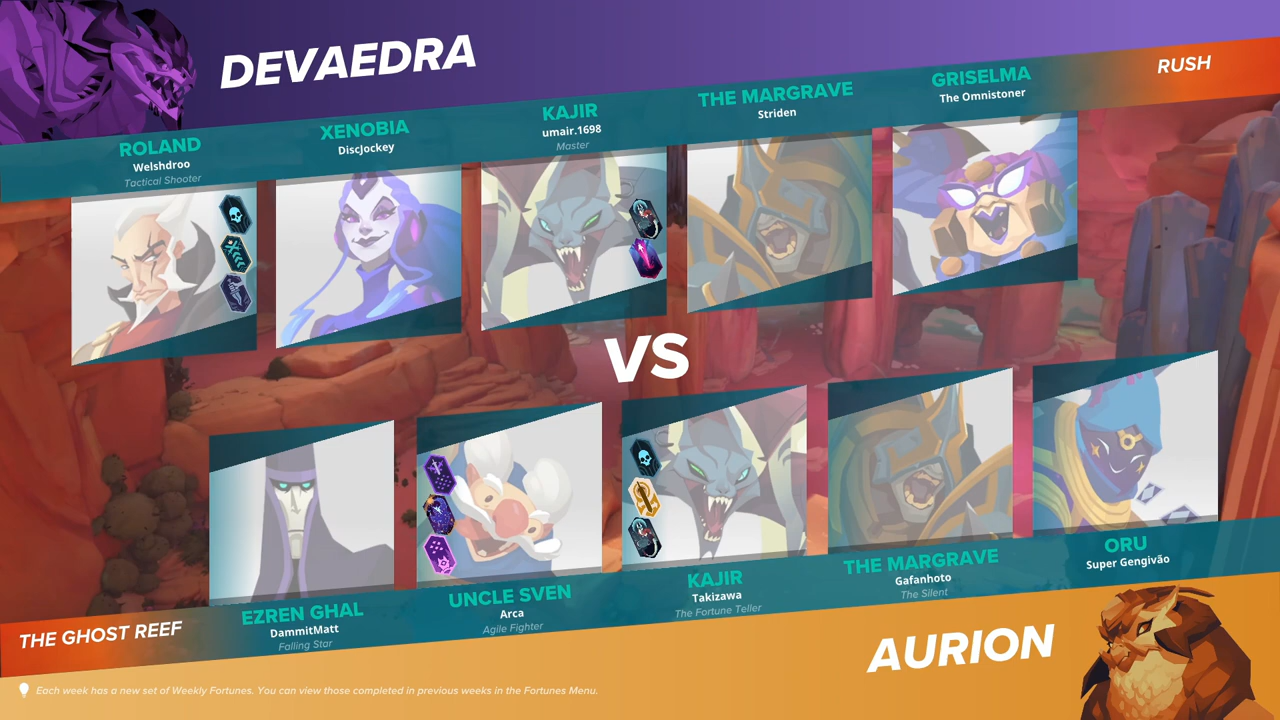 DEVAEDRA
RUSH
ROLAND
Welshdroo
Tactical Shooter
XENOBIA
DiscJockey
KAJIR
umair.1698
Master
THE MARGRAVE
Striden
GRISELMA
The Omnistoner
VS
EZREN GHAL
DammitMatt
Falling Star
UNCLE SVEN
Arca
Agile Fighter
KAJIR
Takizawa
The Fortune Teller
THE MARGRAVE
Gafanhoto
The Silent
ORU
Super Gengivão
THE GHOST REEF
AURION
Each week has a new set of Weekly Fortunes. You can view those completed in previous weeks in the Fortunes Menu.